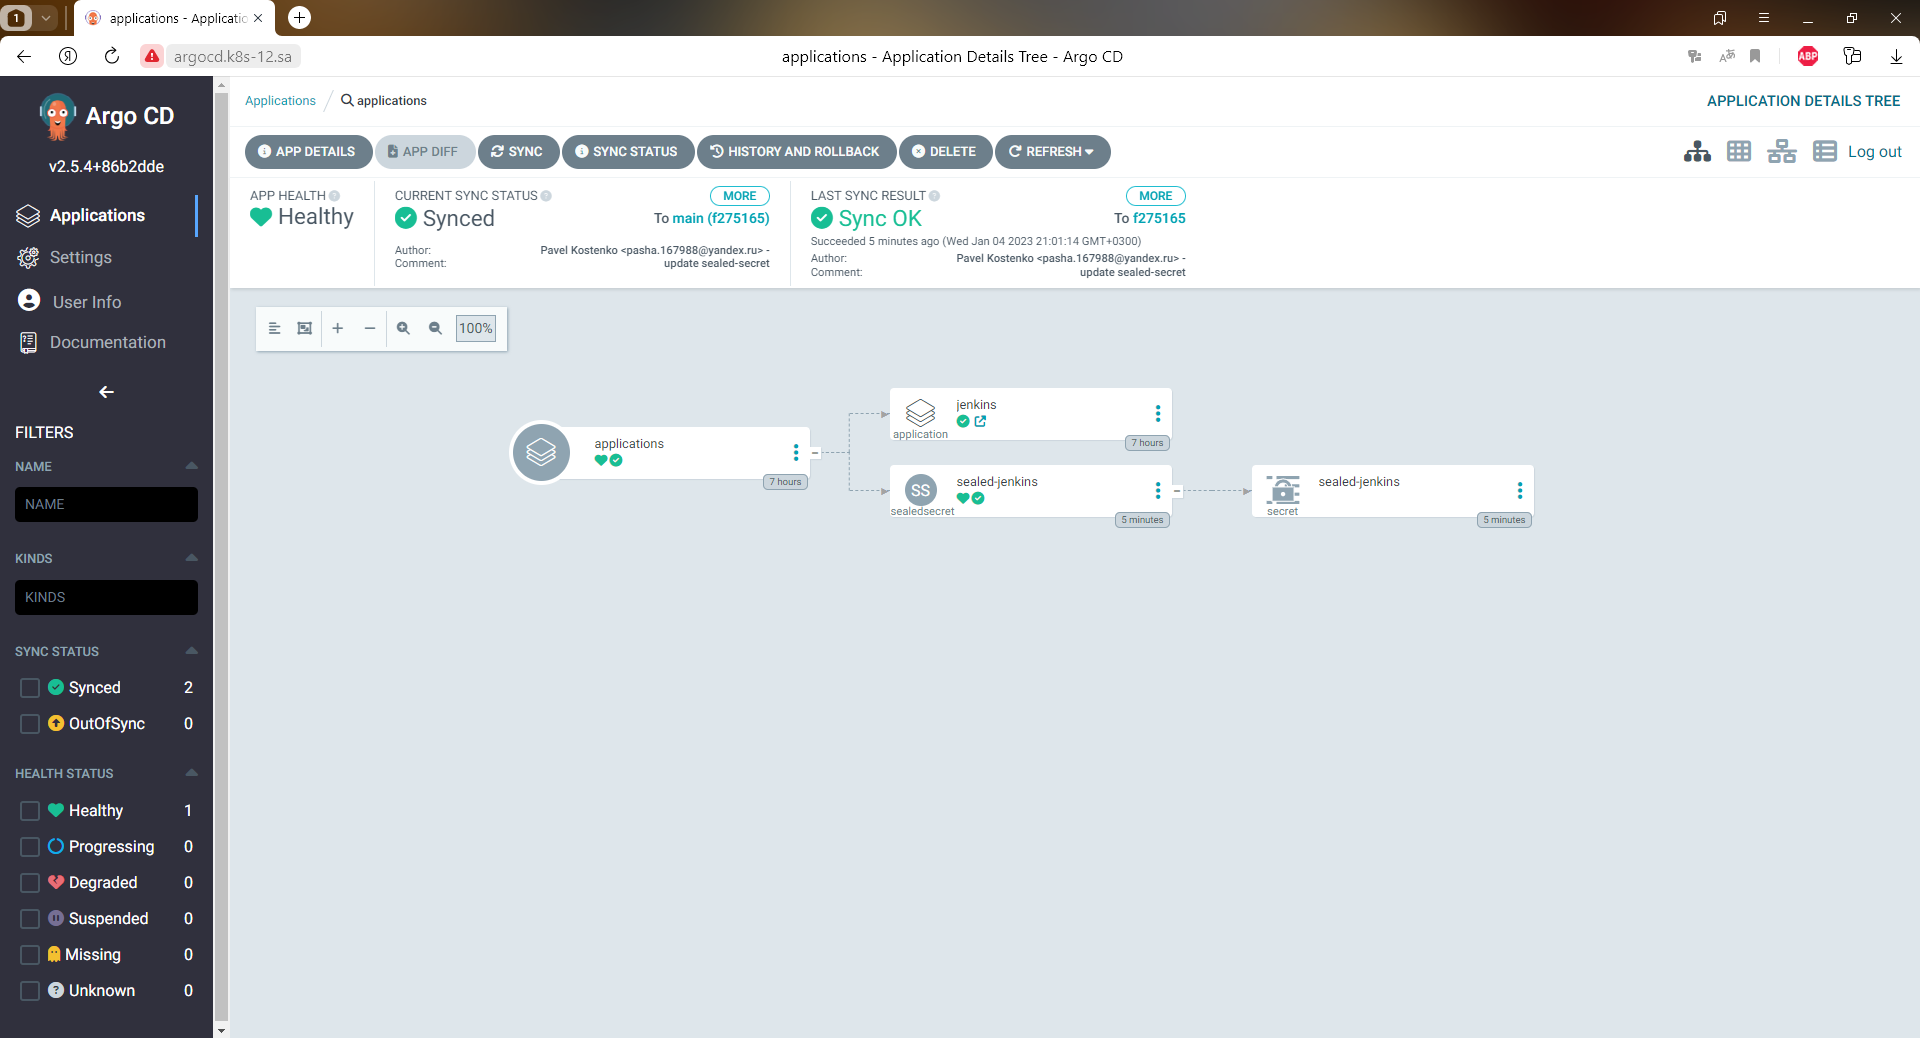 1
applications - Applicatio
argocd.k8s-12.sa
applications - Application Details Tree - Argo CD
ABP
Argo CD
v2.5.4+86b2dde
Applications
Settings
User Info
Documentation
FILTERS
NAME
NAME
KINDS
KINDS
SYNC STATUS
Synced 2
OutOfSync 0
HEALTH STATUS
Healthy 1
Progressing 0
Degraded 0
Suspended 0
Missing 0
Unknown 0
Applications / applications
APPLICATION DETAILS TREE
APP DETAILS
APP DIFF
SYNC
SYNC STATUS
HISTORY AND ROLLBACK
DELETE
REFRESH
Log out
APP HEALTH
Healthy
CURRENT SYNC STATUS
MORE
Synced
To main (f275165)
Author: Pavel Kostenko <pasha.167988@yandex.ru> -
Comment: update sealed-secret
LAST SYNC RESULT
MORE
Sync OK
To f275165
Succeeded 5 minutes ago (Wed Jan 04 2023 21:01:14 GMT+0300)
Author: Pavel Kostenko <pasha.167988@yandex.ru> -
Comment: update sealed-secret
100%
applications
7 hours
jenkins
application
7 hours
SS
sealed-jenkins
sealedsecret
5 minutes
sealed-jenkins
secret
5 minutes